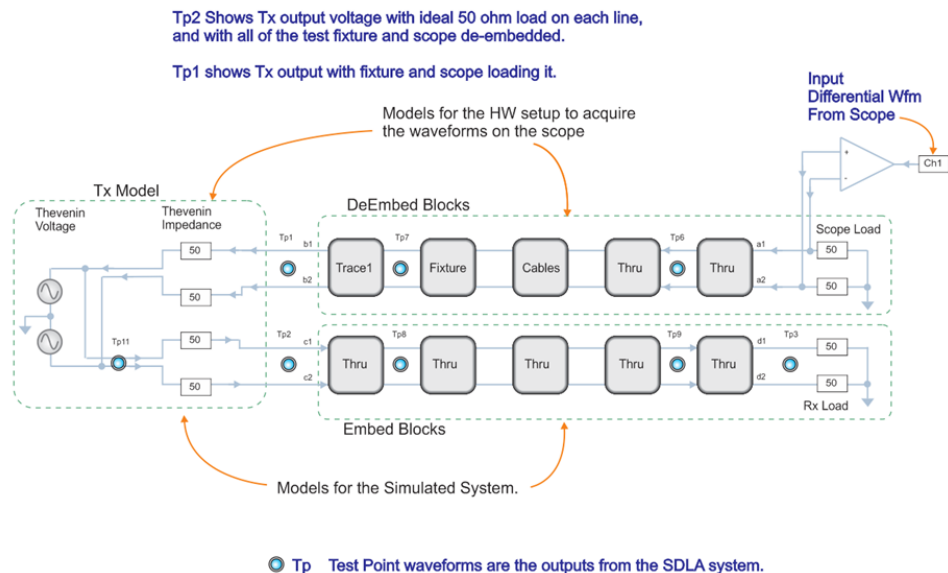 Tp2 Shows Tx output voltage with ideal 50 ohm load on each line,
and with all of the test fixture and scope de-embedded.
Tp1 shows Tx output with fixture and scope loading it.
Input
Differential Wfm
From Scope
Models for the HW setup to acquire
the waveforms on the scope
+
-
Ch1
Tx Model
DeEmbed Blocks
Thevenin
Voltage
Thevenin
Impedance
Scope Load
50
Tp1
b1
Trace1
Tp7
Fixture
Cables
Thru
Tp6
Thru
a1
50
50
b2
a2
50
Tp11
50
Tp2
c1
Thru
Tp8
Thru
Thru
Thru
Tp9
Thru
d1
Tp3
50
50
c2
d2
50
Rx Load
Embed Blocks
Models for the Simulated System.
Tp Test Point waveforms are the outputs from the SDLA system.